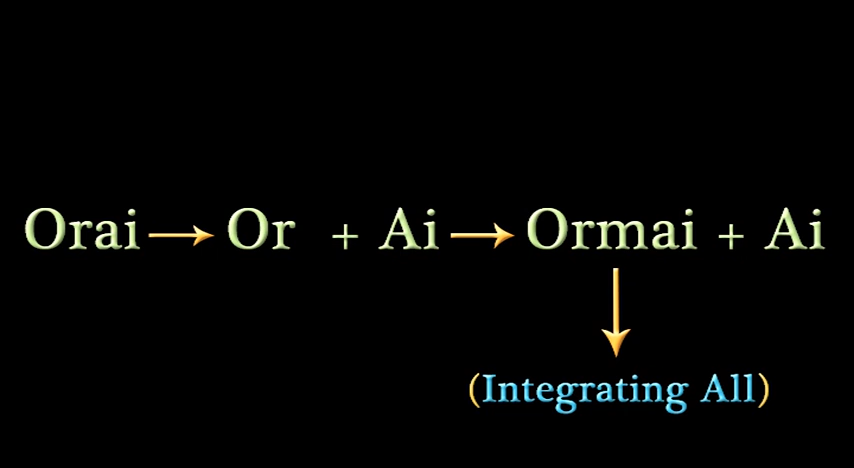 Orai → Or + Ai → Ormai + Ai
(Integrating All)